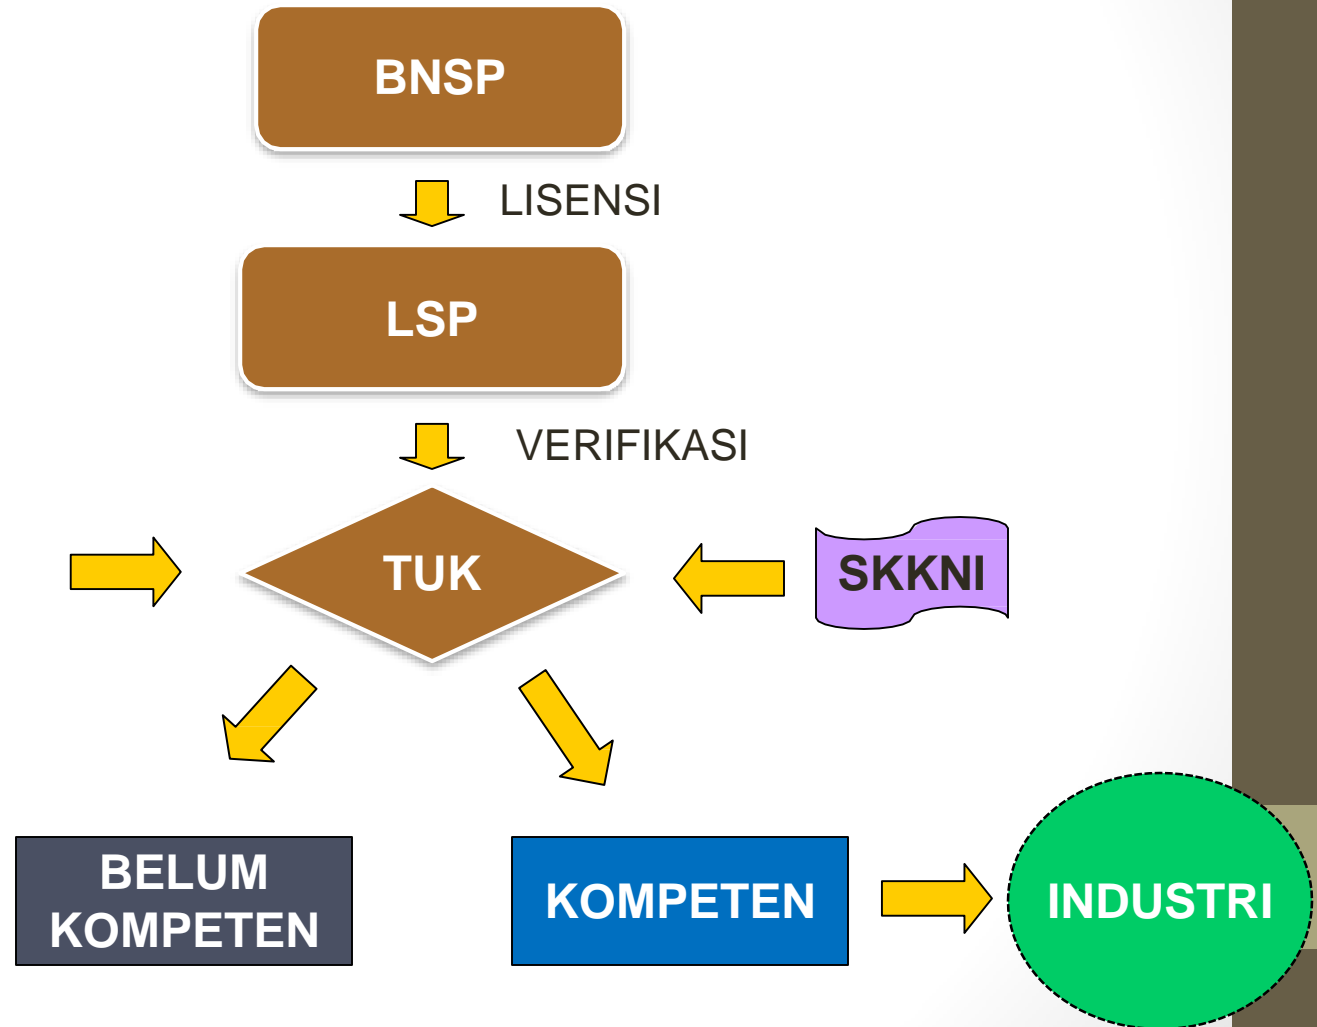 BNSP
LISENSI
LSP
VERIFIKASI
TUK
SKKNI
BELUM
KOMPETEN
KOMPETEN
INDUSTRI